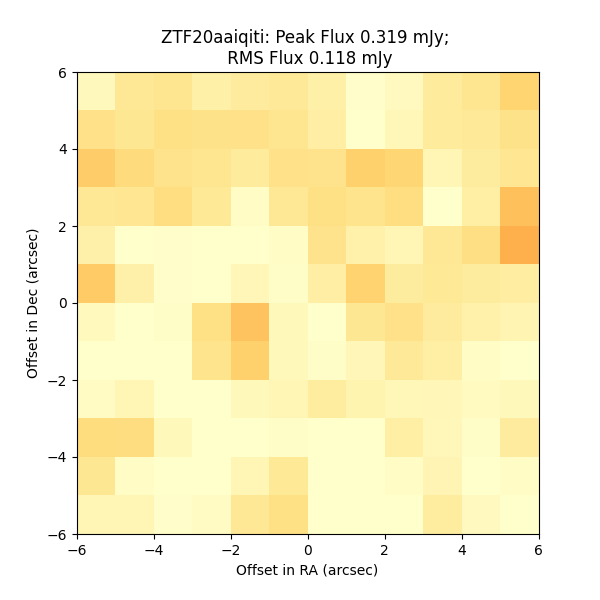 ZTF20aaiqiti: Peak Flux 0.319 mJy;
RMS Flux 0.118 mJy
6
4
2
0
−2
−4
−6
Offset in Dec (arcsec)
−6 −4 −2 0 2 4 6
Offset in RA (arcsec)